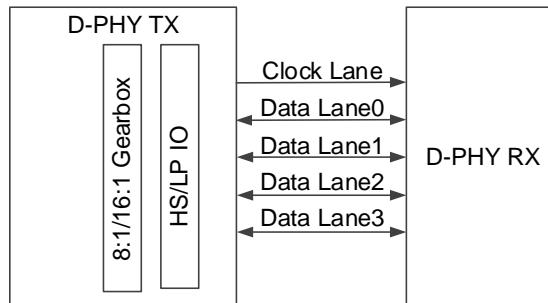 D-PHY TX
8:1/16:1 Gearbox
HS/LP IO
Clock Lane
Data Lane0
Data Lane1
Data Lane2
Data Lane3
D-PHY RX